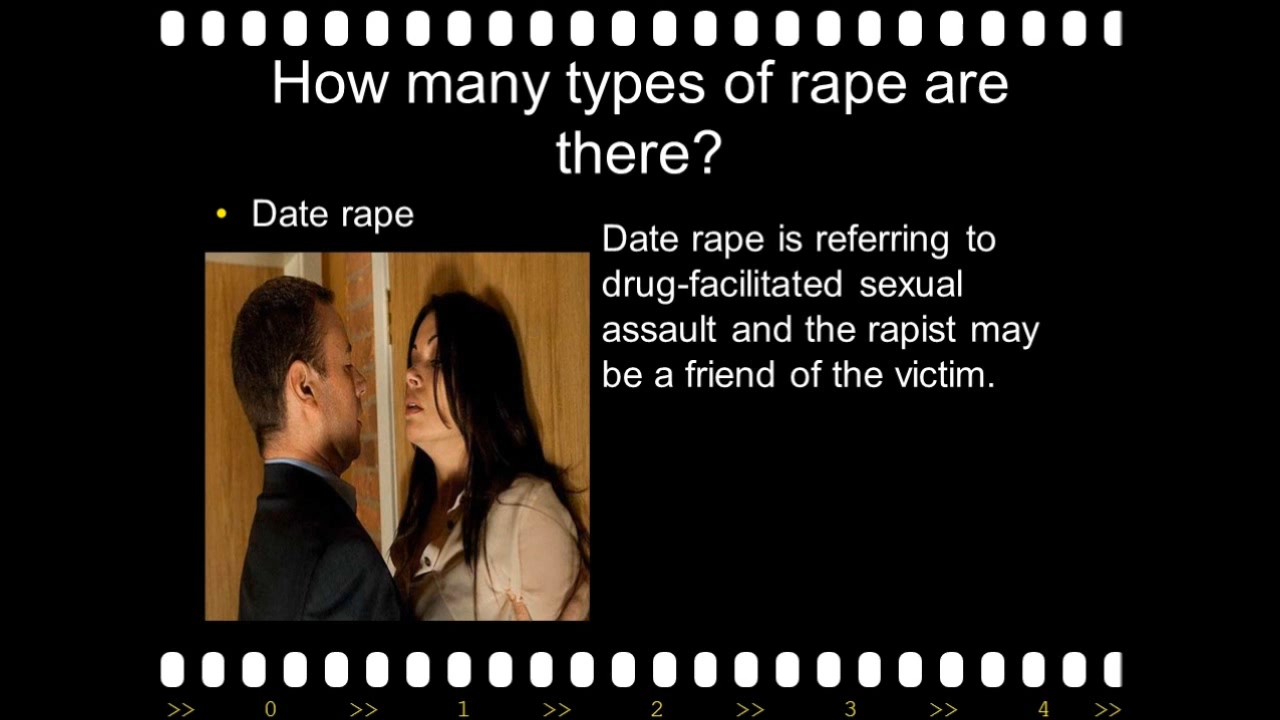 How many types of rape are
there?
• Date rape
Date rape is referring to
drug-facilitated sexual
assault and the rapist may
be a friend of the victim.
>> 0 >> 1 >> 2 >> 3 >> 4 >>